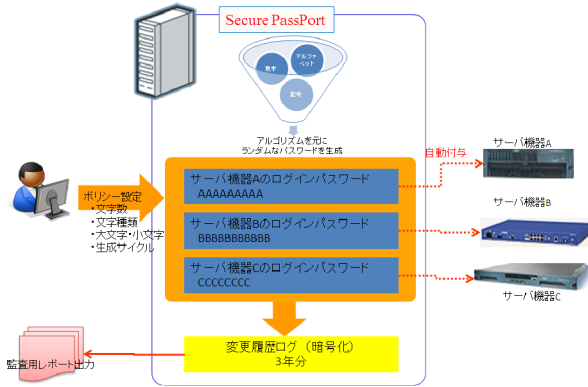 Secure PassPort
アルファ
ベット
数字
記号
アルゴリズムを元に
ランダムなパスワードを生成
自動付与
サーバ機器A
サーバ機器Aのログインパスワード
AAAAAAAAA
ポリシー設定
・文字数
・文字種類
・大文字・小文字
・生成サイクル
サーバ機器B
サーバ機器Bのログインパスワード
BBBBBBBBBBB
サーバ機器Cのログインパスワード
CCCCCCCC
サーバ機器C
変更履歴ログ (暗号化)
3年分
監査用レポート出力